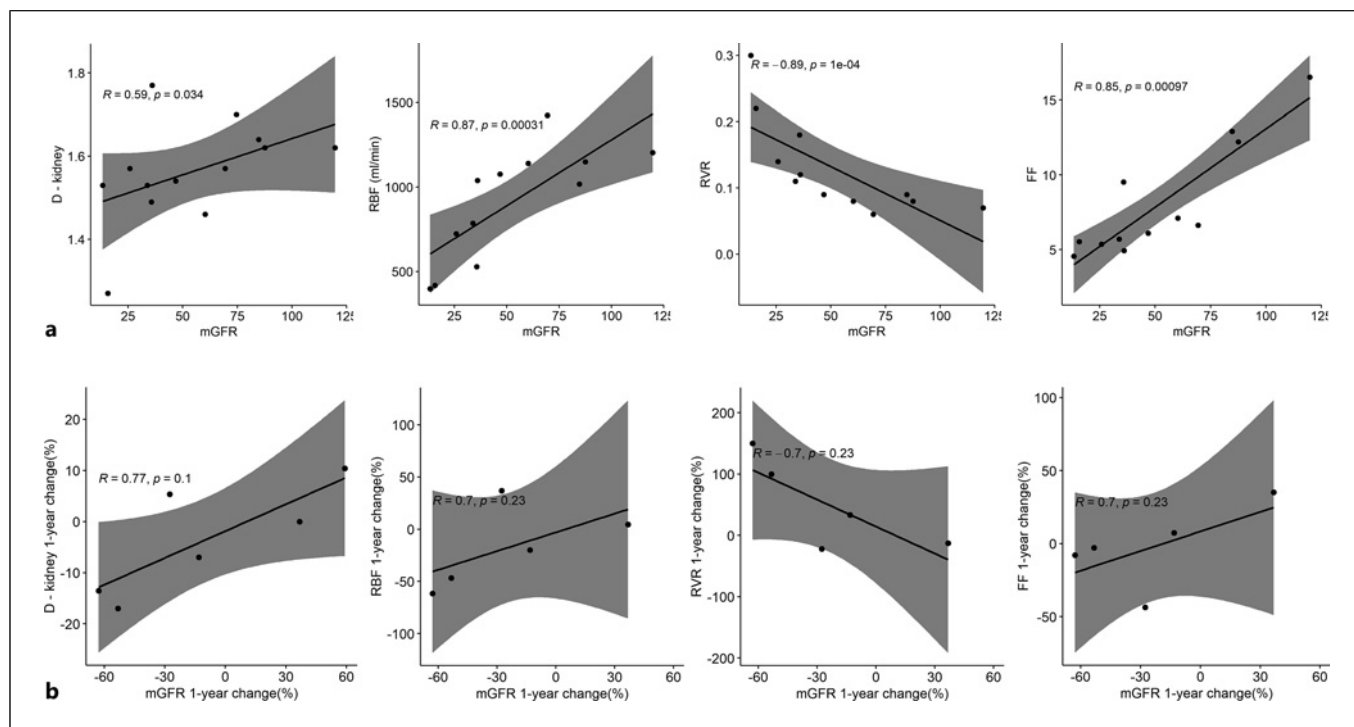 D - kidney
1.8
1.6
1.4
R = 0.59, p = 0.034
25 50 75 100 125
mGFR
RBF (ml/min)
1500
1000
500
R = 0.87, p = 0.00031
25 50 75 100 125
mGFR
RVR
0.3
0.2
0.1
0.0
R = −0.89, p = 1e-04
25 50 75 100 125
mGFR
FF
15
10
5
R = 0.85, p = 0.00097
25 50 75 100
mGFR
a
D - kidney 1-year change(%)
20
10
0
-10
-20
R = 0.77, p = 0.1
-60 -30 0 30 60
mGFR 1-year change(%)
RBF 1-year change(%)
100
50
0
-50
-100
R = 0.7, p = 0.23
-60 -30 0 30 60
mGFR 1-year change(%)
RVR 1-year change(%)
200
100
0
-100
-200
R = −0.7, p = 0.23
-60 -30 0 30 60
mGFR 1-year change(%)
FF 1-year change(%)
100
50
0
-50
R = 0.7, p = 0.23
-60 -30 0 30 60
mGFR 1-year change(%)
b